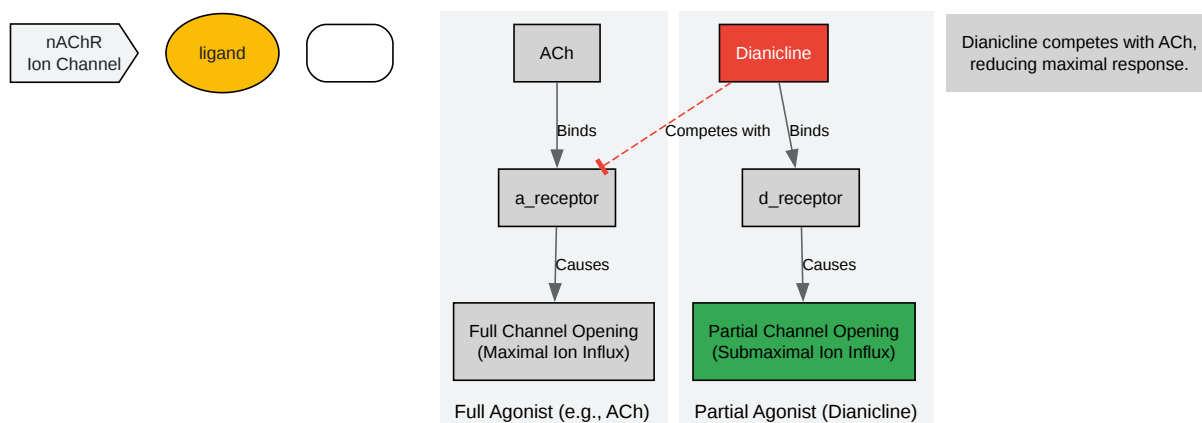 nAChR
Ion Channel
ligand
ACh
Dianicline
Dianicline competes with ACh,
reducing maximal response.
Binds
Competes with
Binds
a_receptor
d_receptor
Causes
Causes
Full Channel Opening
(Maximal Ion Influx)
Partial Channel Opening
(Submaximal Ion Influx)
Full Agonist (e.g., ACh)
Partial Agonist (Dianicline)